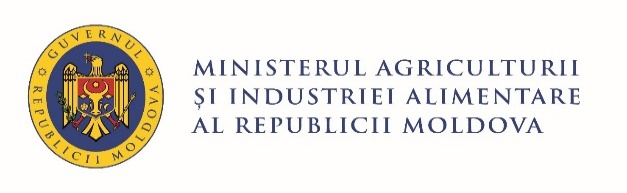 GUVERNUL
REPUBLICII MOLDOVA
MINISTERUL AGRICULTURII
ȘI INDUSTRIEI ALIMENTARE
AL REPUBLICII MOLDOVA